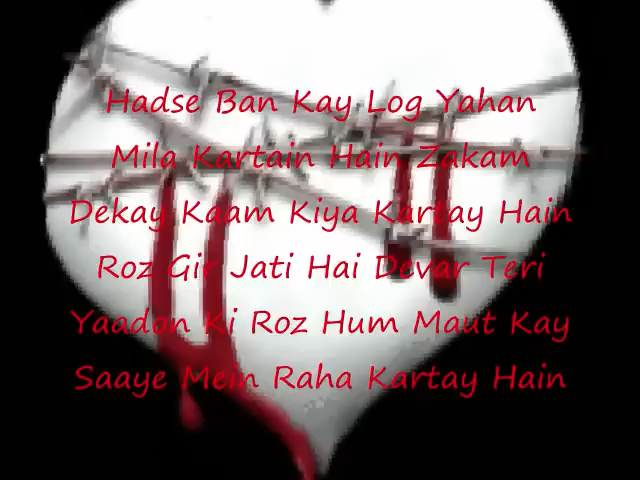 Hadse Ban Kay Log Yahan
Mila Kartain Hain Zakam
Dekay Kaam Kiya Kartay Hain
Roz Gir Jati Hai Devar Teri
Yaadon Ki Roz Hum Maut Kay
Saaye Mein Raha Kartay Hain